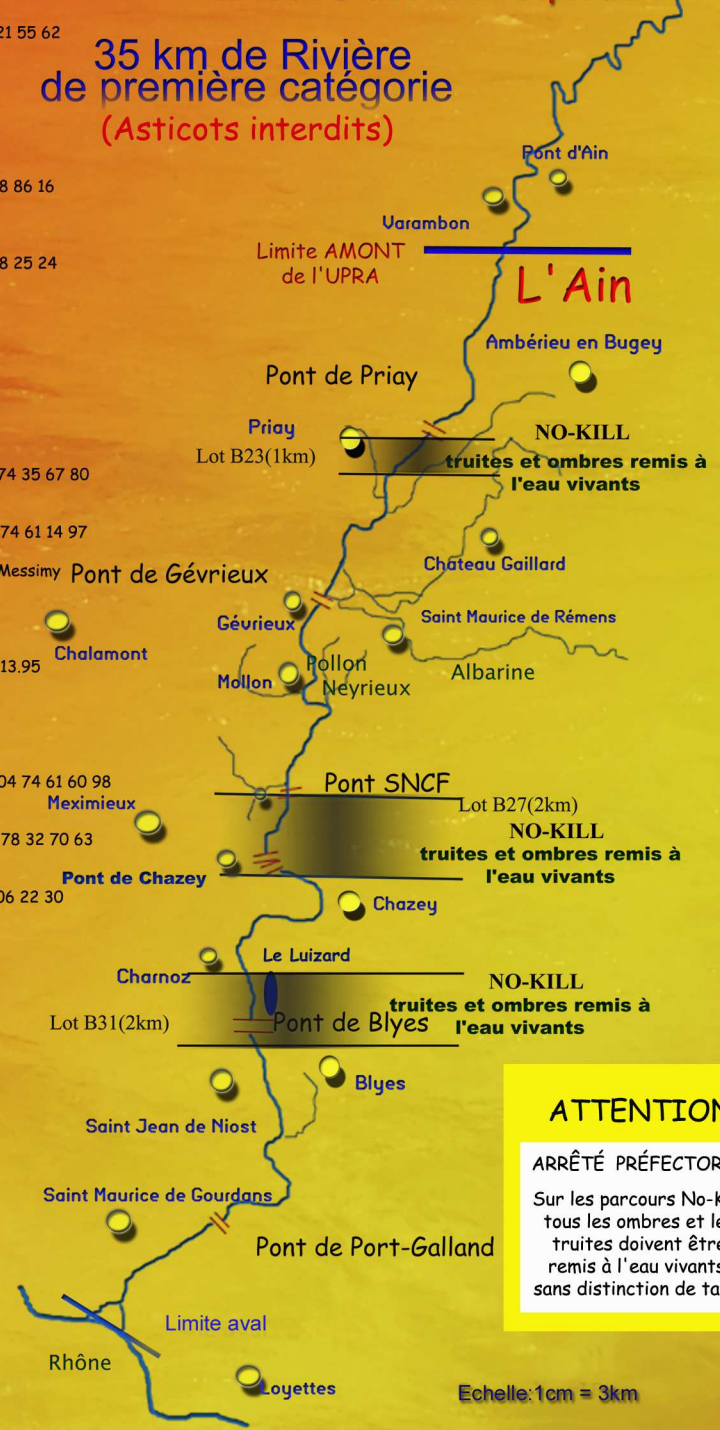 21 55 62
35 km de Rivière
de première catégorie
(Asticots interdits)
Pont d'Ain
8 86 16
Varambon
Limite AMONT
de l'UPRA
8 25 24
L'Ain
Ambérieu en Bugey
Pont de Priay
Priay
NO-KILL
Lot B23(1km)
truites et ombres remis à
l'eau vivants
74 35 67 80
74 61 14 97
Château Gaillard
Messimy
Pont de Gévrieux
Gévrieux
Saint Maurice de Rémens
Chalamont
13.95
Pollon
Albarine
Mollon
Neyrieux
04 74 61 60 98
Pont SNCF
Meximieux
Lot B27(2km)
78 32 70 63
NO-KILL
truites et ombres remis à
l'eau vivants
Pont de Chazey
06 22 30
Chazey
Le Luizard
Charnoz
NO-KILL
truites et ombres remis à
l'eau vivants
Lot B31(2km)
Pont de Blyes
Blyes
Saint Jean de Niost
ATTENTION
ARRÊTÉ PRÉFECTOR
Sur les parcours No-K
tous les ombres et le
truites doivent être
remis à l'eau vivants
sans distinction de ta
Saint Maurice de Gourdans
Pont de Port-Galland
Limite aval
Rhône
Loyettes
Echelle:1cm = 3km